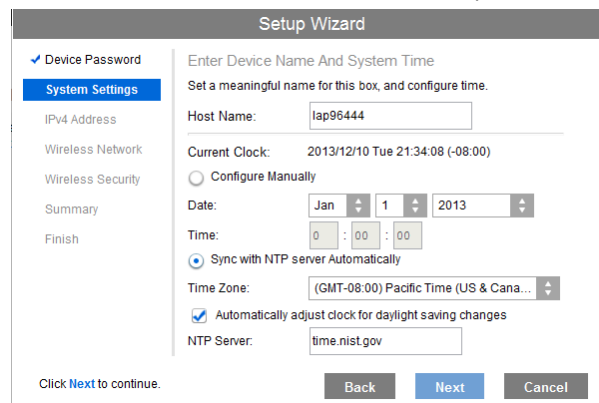 Setup Wizard
Device Password
System Settings
IPv4 Address
Wireless Network
Wireless Security
Summary
Finish
Enter Device Name And System Time
Set a meaningful name for this box, and configure time.
Host Name: lap96444
Current Clock: 2013/12/10 Tue 21:34:08 (-08:00)
Configure Manually
Date: Jan 1 2013
Time: 0 : 00 : 00
Sync with NTP server Automatically
Time Zone: (GMT-08:00) Pacific Time (US & Cana...
Automatically adjust clock for daylight saving changes
NTP Server: time.nist.gov
Click Next to continue.
Back Next Cancel